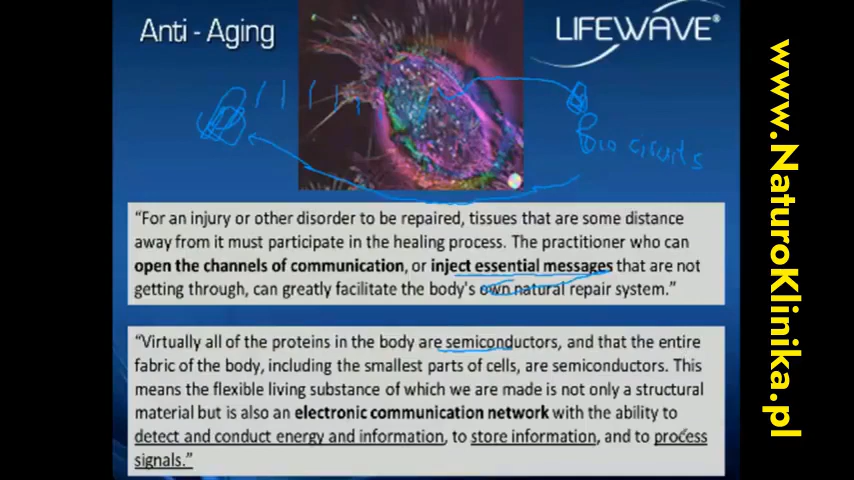 Anti - Aging
LIFEWAVE®
Bio circuits
"For an injury or other disorder to be repaired, tissues that are some distance
away from it must participate in the healing process. The practitioner who can
open the channels of communication, or inject essential messages that are not
getting through, can greatly facilitate the body's own natural repair system."
"Virtually all of the proteins in the body are semiconductors, and that the entire
fabric of the body, including the smallest parts of cells, are semiconductors. This
means the flexible living substance of which we are made is not only a structural
material but is also an electronic communication network with the ability to
detect and conduct energy and information, to store information, and to process
signals."
www.NaturoKlinika.pl